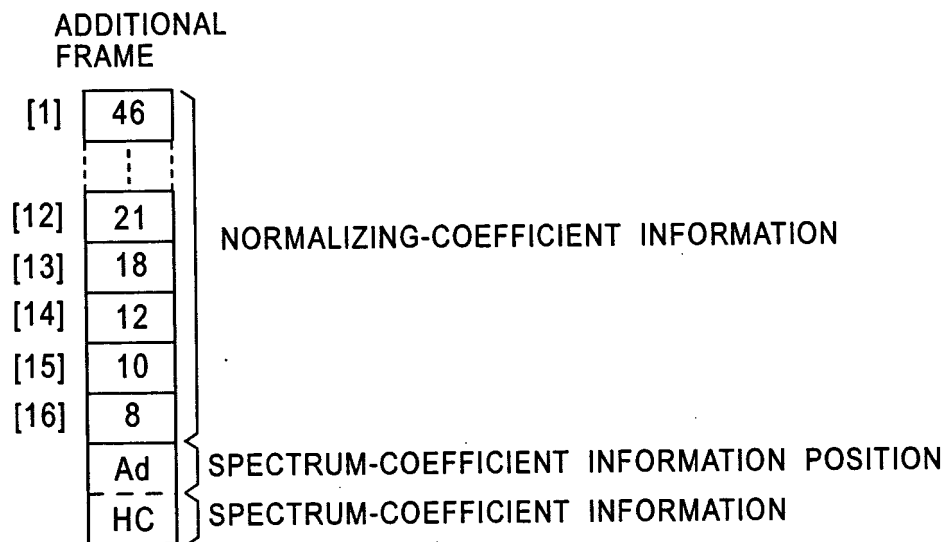 ADDITIONAL
FRAME
[1] 46
[12] 21
NORMALIZING-COEFFICIENT INFORMATION
[13] 18
[14] 12
[15] 10
[16] 8
Ad SPECTRUM-COEFFICIENT INFORMATION POSITION
HC SPECTRUM-COEFFICIENT INFORMATION